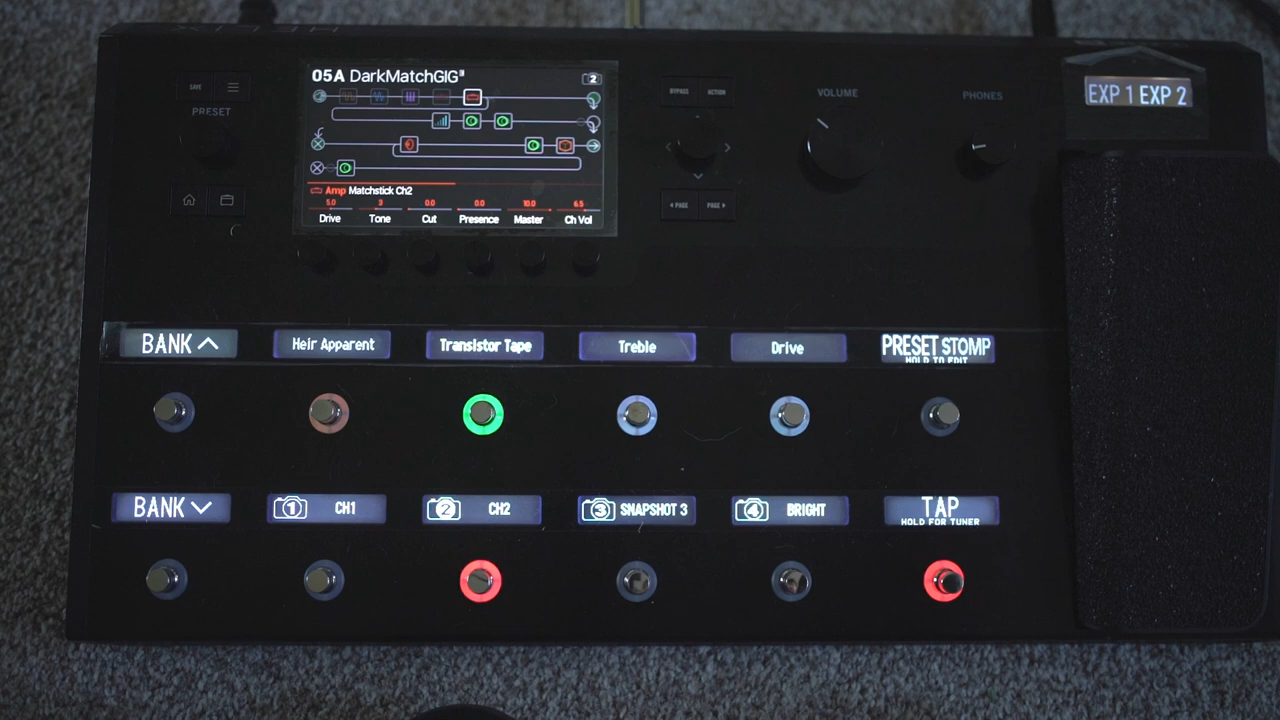 HELIX
05A DarkMatchGIG
2
SAVE
PRESET
BYPASS ACTION
VOLUME
PHONES
EXP 1 EXP 2
Amp Matchstick Ch2
5.0 3 0.0 0.0 10.0 6.5
Drive Tone Cut Presence Master Ch Vol
PAGE PAGE
BANK Heir Apparent Transistor Tape Treble Drive PRESET STOMP
HOLD TO EDIT
BANK 1 CH1 2 CH2 3 SNAPSHOT 3 4 BRIGHT TAP
HOLD FOR TUNER